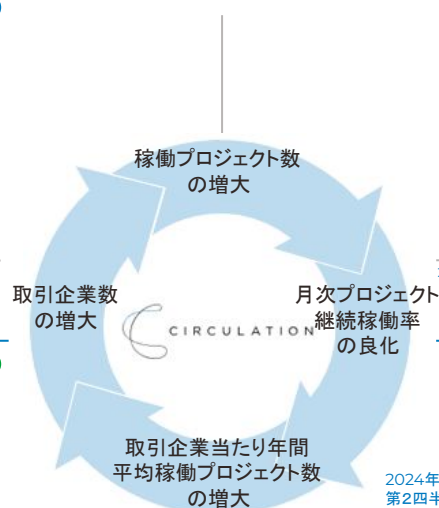 稼働プロジェクト数
の増大
取引企業数
の増大
CIRCULATION
月次プロジェクト
継続稼働率
の良化
取引企業当たり年間
平均稼働プロジェクト数
の増大
2024年
第2四半